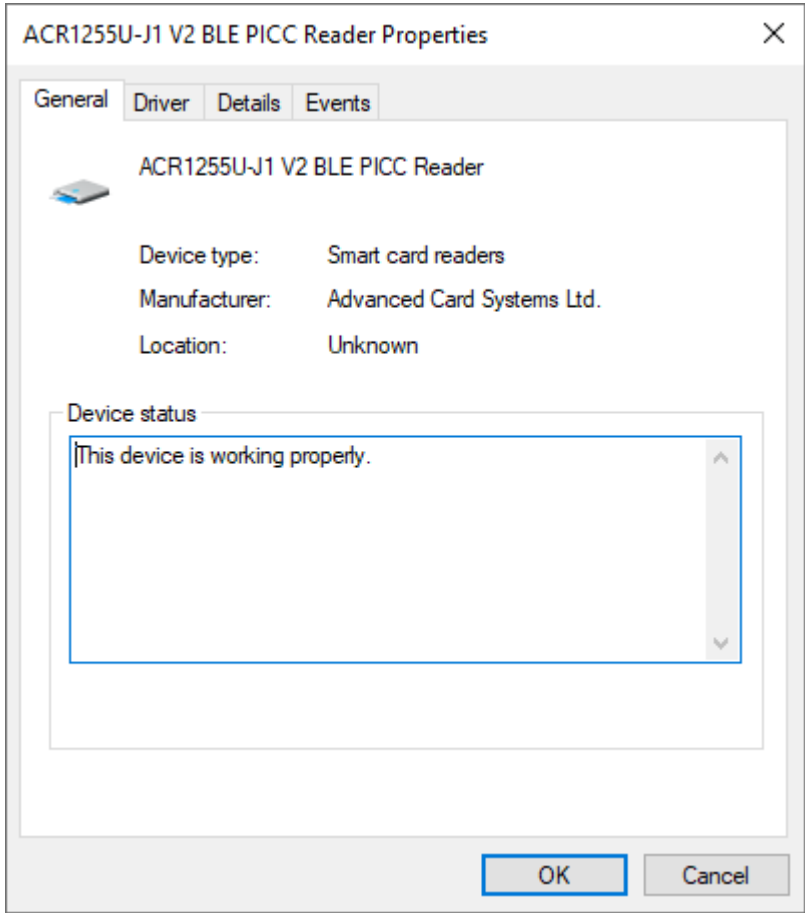 ACR1255U-J1 V2 BLE PICC Reader Properties
General Driver Details Events
ACR1255U-J1 V2 BLE PICC Reader
Device type: Smart card readers
Manufacturer: Advanced Card Systems Ltd.
Location: Unknown
Device status
This device is working properly.
OK Cancel